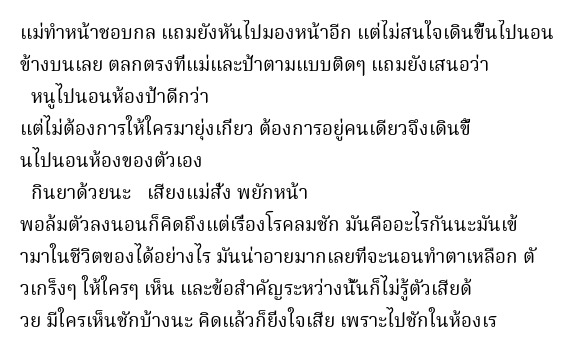 แม่ทำหน้าชอบกล แถมยังหันไปมองหน้าอีก แต่ไม่สนใจเดินขึ้นไปนอน
ข้างบนเลย ตลกตรงที่แม่และป้าตามแบบติดๆ แถมยังเสนอว่า
หนูไปนอนห้องป้าดีกว่า
แต่ไม่ต้องการให้ใครมายุ่งเกี่ยว ต้องการอยู่คนเดียวจึงเดินขึ้
นไปนอนห้องของตัวเอง
กินยาด้วยนะ เสียงแม่สั่ง พยักหน้า
พอล้มตัวลงนอนก็คิดถึงแต่เรื่องโรคลมชัก มันคืออะไรกันนะมันเข้
ามาในชีวิตของได้อย่างไร มันน่าอายมากเลยที่จะนอนทำตาเหลือก ตั
วเกร็งๆ ให้ใครๆ เห็น และข้อสำคัญระหว่างนั้นก็ไม่รู้ตัวเสียด้
วย มีใครเห็นชักบ้างนะ คิดแล้วก็ยิ่งใจเสีย เพราะไปชักในห้องเร